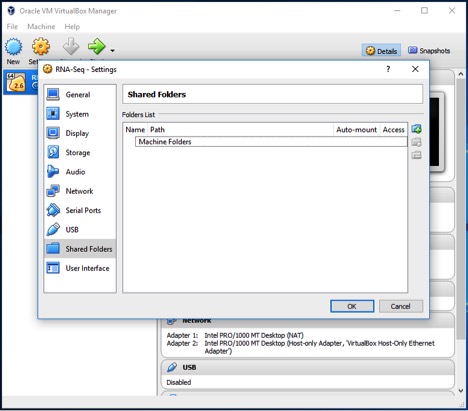 Oracle VM VirtualBox Manager
File Machine Help
New
Details
Snapshots
2.6
RNA-Seq - Settings
General
System
Display
Storage
Audio
Network
Serial Ports
USB
Shared Folders
User Interface
Shared Folders
Folders List
Name Path Auto-mount Access
Machine Folders
OK Cancel
Network
Adapter 1: Intel PRO/1000 MT Desktop (NAT)
Adapter 2: Intel PRO/1000 MT Desktop (Host-only Adapter, 'VirtualBox Host-Only Ethernet
Adapter')
USB
Disabled